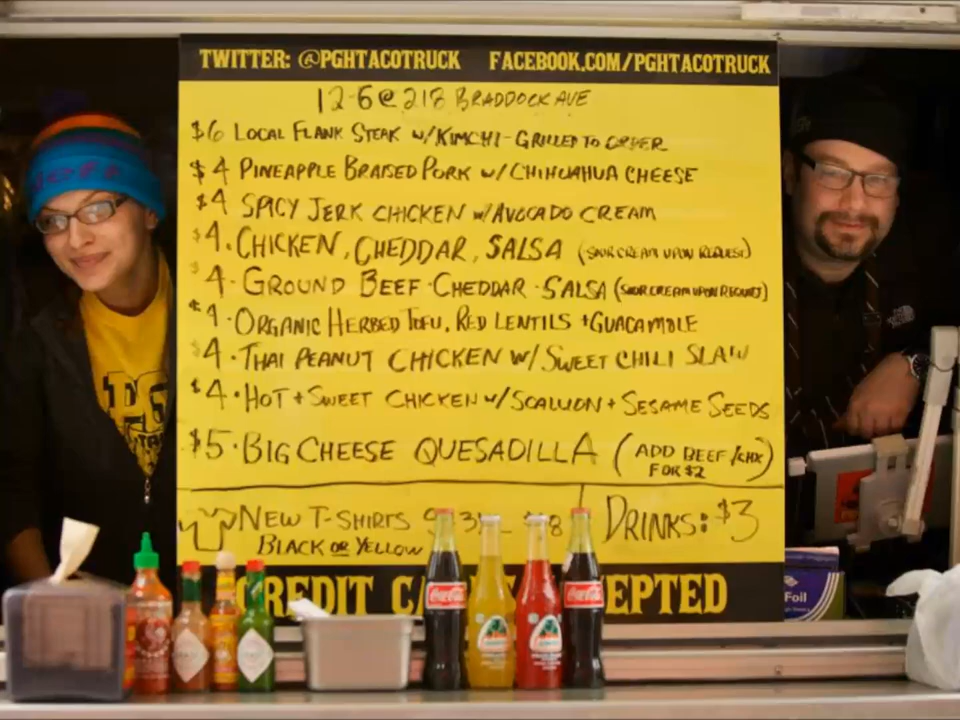 TWITTER: @PGHTACOTRUCK FACEBOOK.COM/PGHTACOTRUCK
12-6@218 BRADDOCK AVE
$6 LOCAL FLANK STEAK W/KIMCHI-GRILLED TO ORDER
$4 PINEAPPLE BRAISED PORK W/CHIHUAHUA CHEESE
$4 SPICY JERK CHICKEN W/AVOCADO CREAM
$4. CHICKEN, CHEDDAR, SALSA (SOUR CREAM UPON REQUEST)
$4. GROUND BEEF · CHEDDAR · SALSA (SOUR CREAM UPON REQUEST)
$4. ORGANIC HERBED TOFU, RED LENTILS + GUACAMOLE
$4. THAI PEANUT CHICKEN W/ SWEET CHILI SLAW
$4. HOT + SWEET CHICKEN W/SCALLION + SESAME SEEDS
$5. BIG CHEESE QUESADILLA (ADD BEEF/CHX FOR $2)
NEW T-SHIRTS
BLACK OR YELLOW
DRINKS: $3
CREDIT ACCEPTED
Coca-Cola
Coca-Cola
Foil